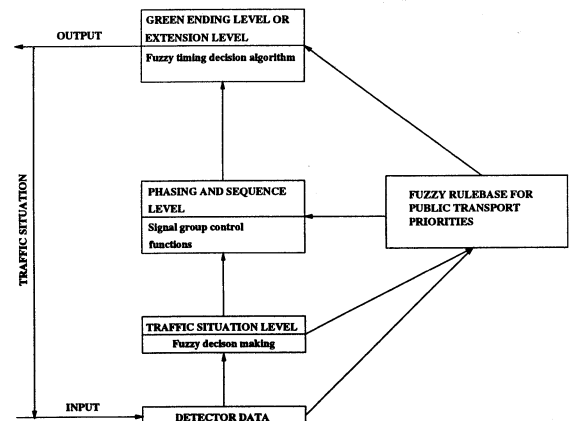 GREEN ENDING LEVEL OR
EXTENSION LEVEL
Fuzzy timing decision algorithm
OUTPUT
TRAFFIC SITUATION
PHASING AND SEQUENCE
LEVEL
Signal group control
functions
FUZZY RULEBASE FOR
PUBLIC TRANSPORT
PRIORITIES
TRAFFIC SITUATION LEVEL
Fuzzy decison making
INPUT
DETECTOR DATA